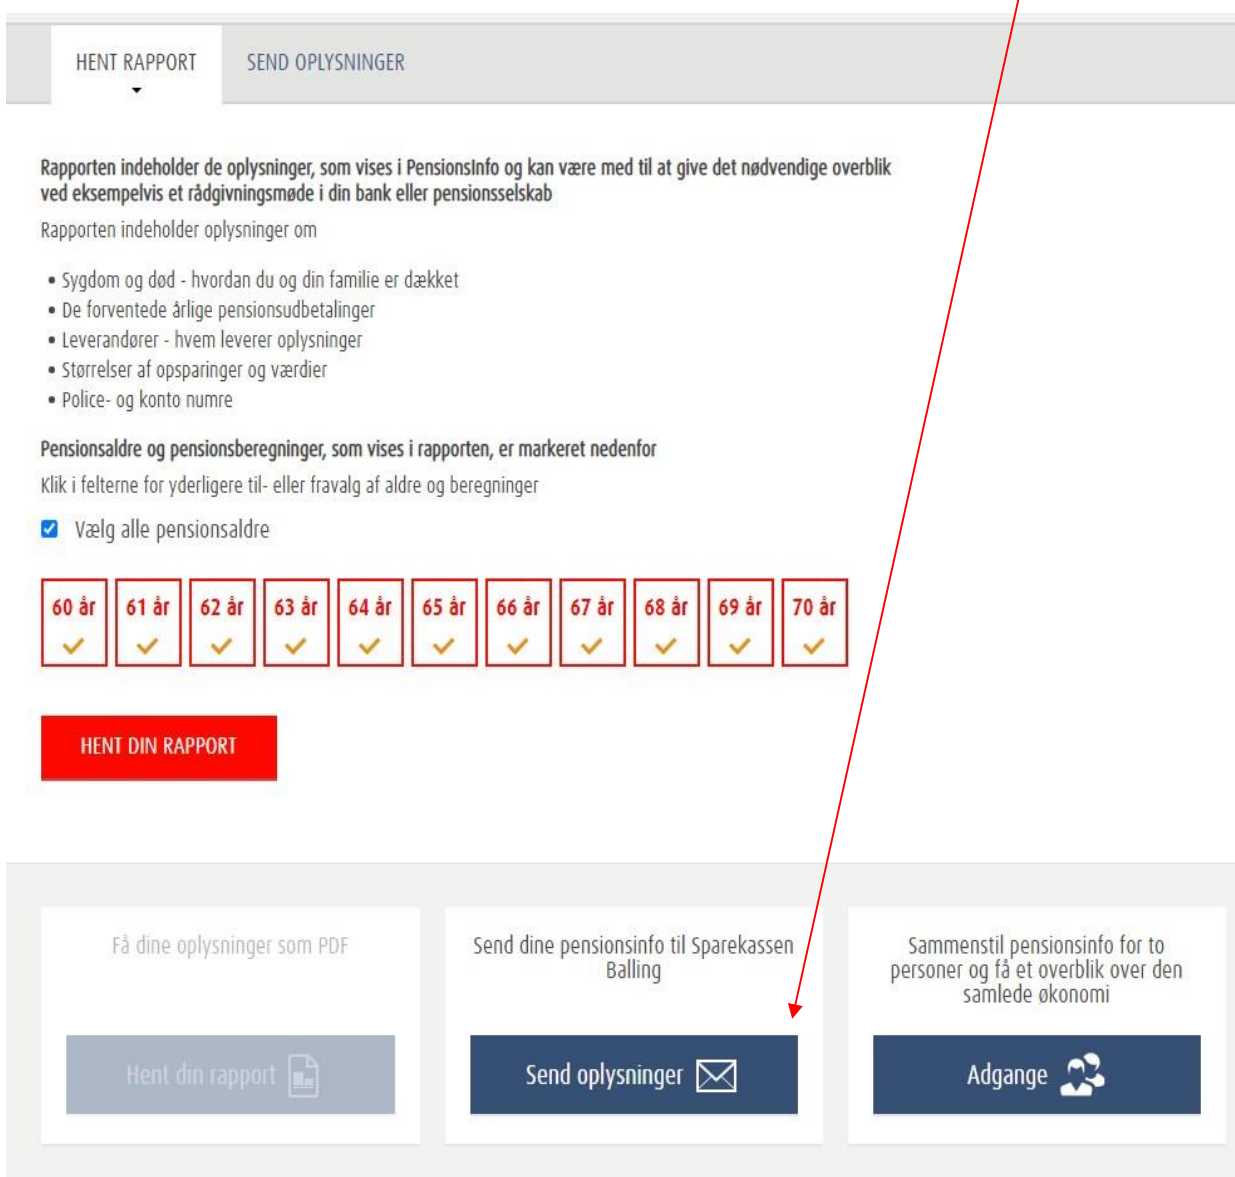 HENT RAPPORT
SEND OPLYSNINGER
Rapporten indeholder de oplysninger, som vises i PensionsInfo og kan være med til at give det nødvendige overblik
ved eksempelvis et rådgivningsmøde i din bank eller pensionsselskab
Rapporten indeholder oplysninger om
• Sygdom og død - hvordan du og din familie er dækket
• De forventede årlige pensionsudbetalinger
• Leverandører - hvem leverer oplysninger
• Størrelser af opsparinger og værdier
• Police- og konto numre
Pensionsaldre og pensionsberegninger, som vises i rapporten, er markeret nedenfor
Klik i felterne for yderligere til- eller fravalg af aldre og beregninger
Vælg alle pensionsaldre
60 år 61 år 62 år 63 år 64 år 65 år 66 år 67 år 68 år 69 år 70 år
HENT DIN RAPPORT
Få dine oplysninger som PDF
Hent din rapport
Send dine pensionsinfo til Sparekassen
Balling
Send oplysninger
Sammenstil pensionsinfo for to
personer og få et overblik over den
samlede økonomi
Adgange